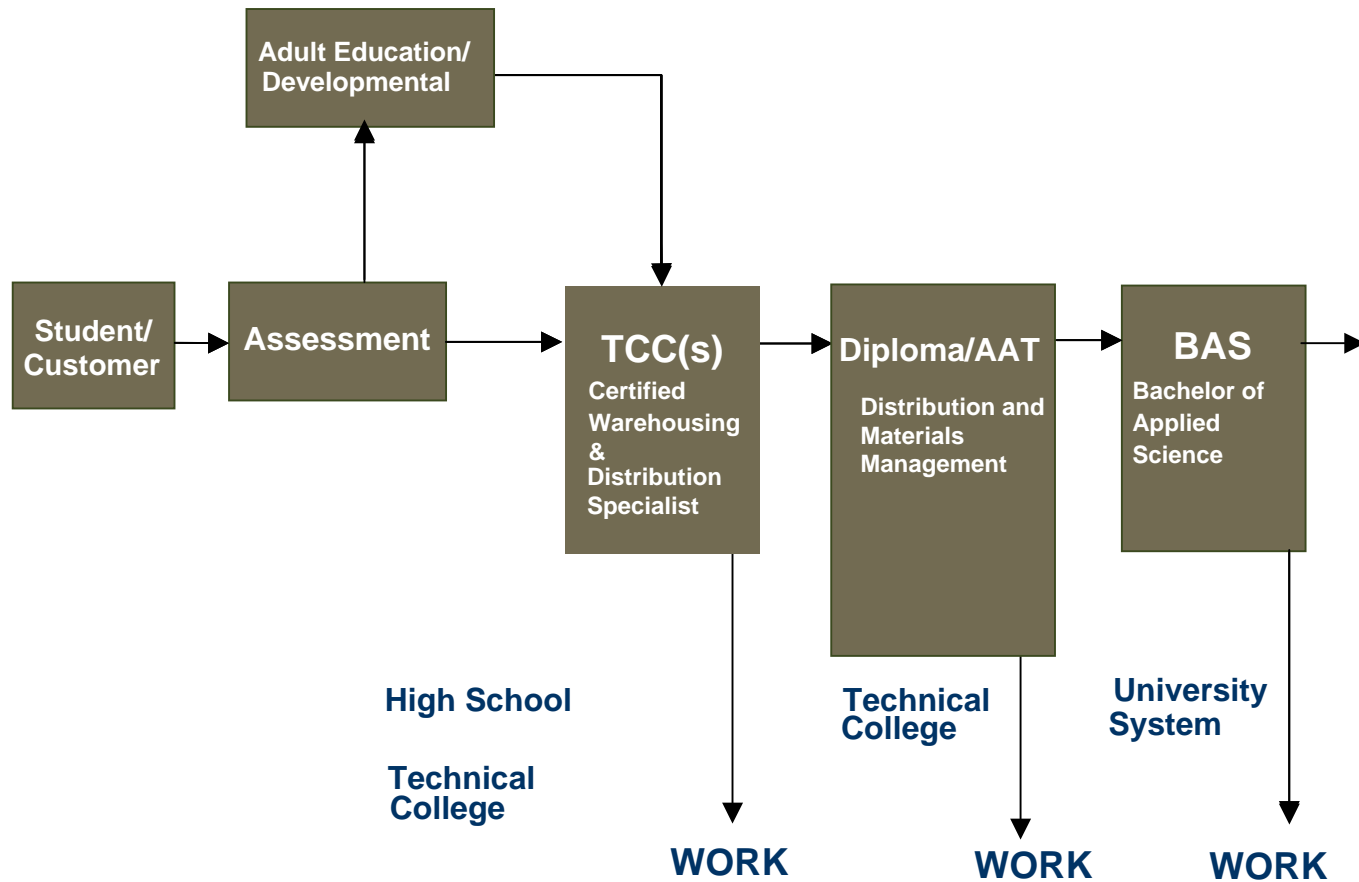 Adult Education/
Developmental
Student/
Customer
Assessment
TCC(s)
Certified
Warehousing
&
Distribution
Specialist
Diploma/AAT
Distribution and
Materials
Management
BAS
Bachelor of
Applied
Science
High School
Technical
College
Technical
College
University
System
WORK
WORK
WORK